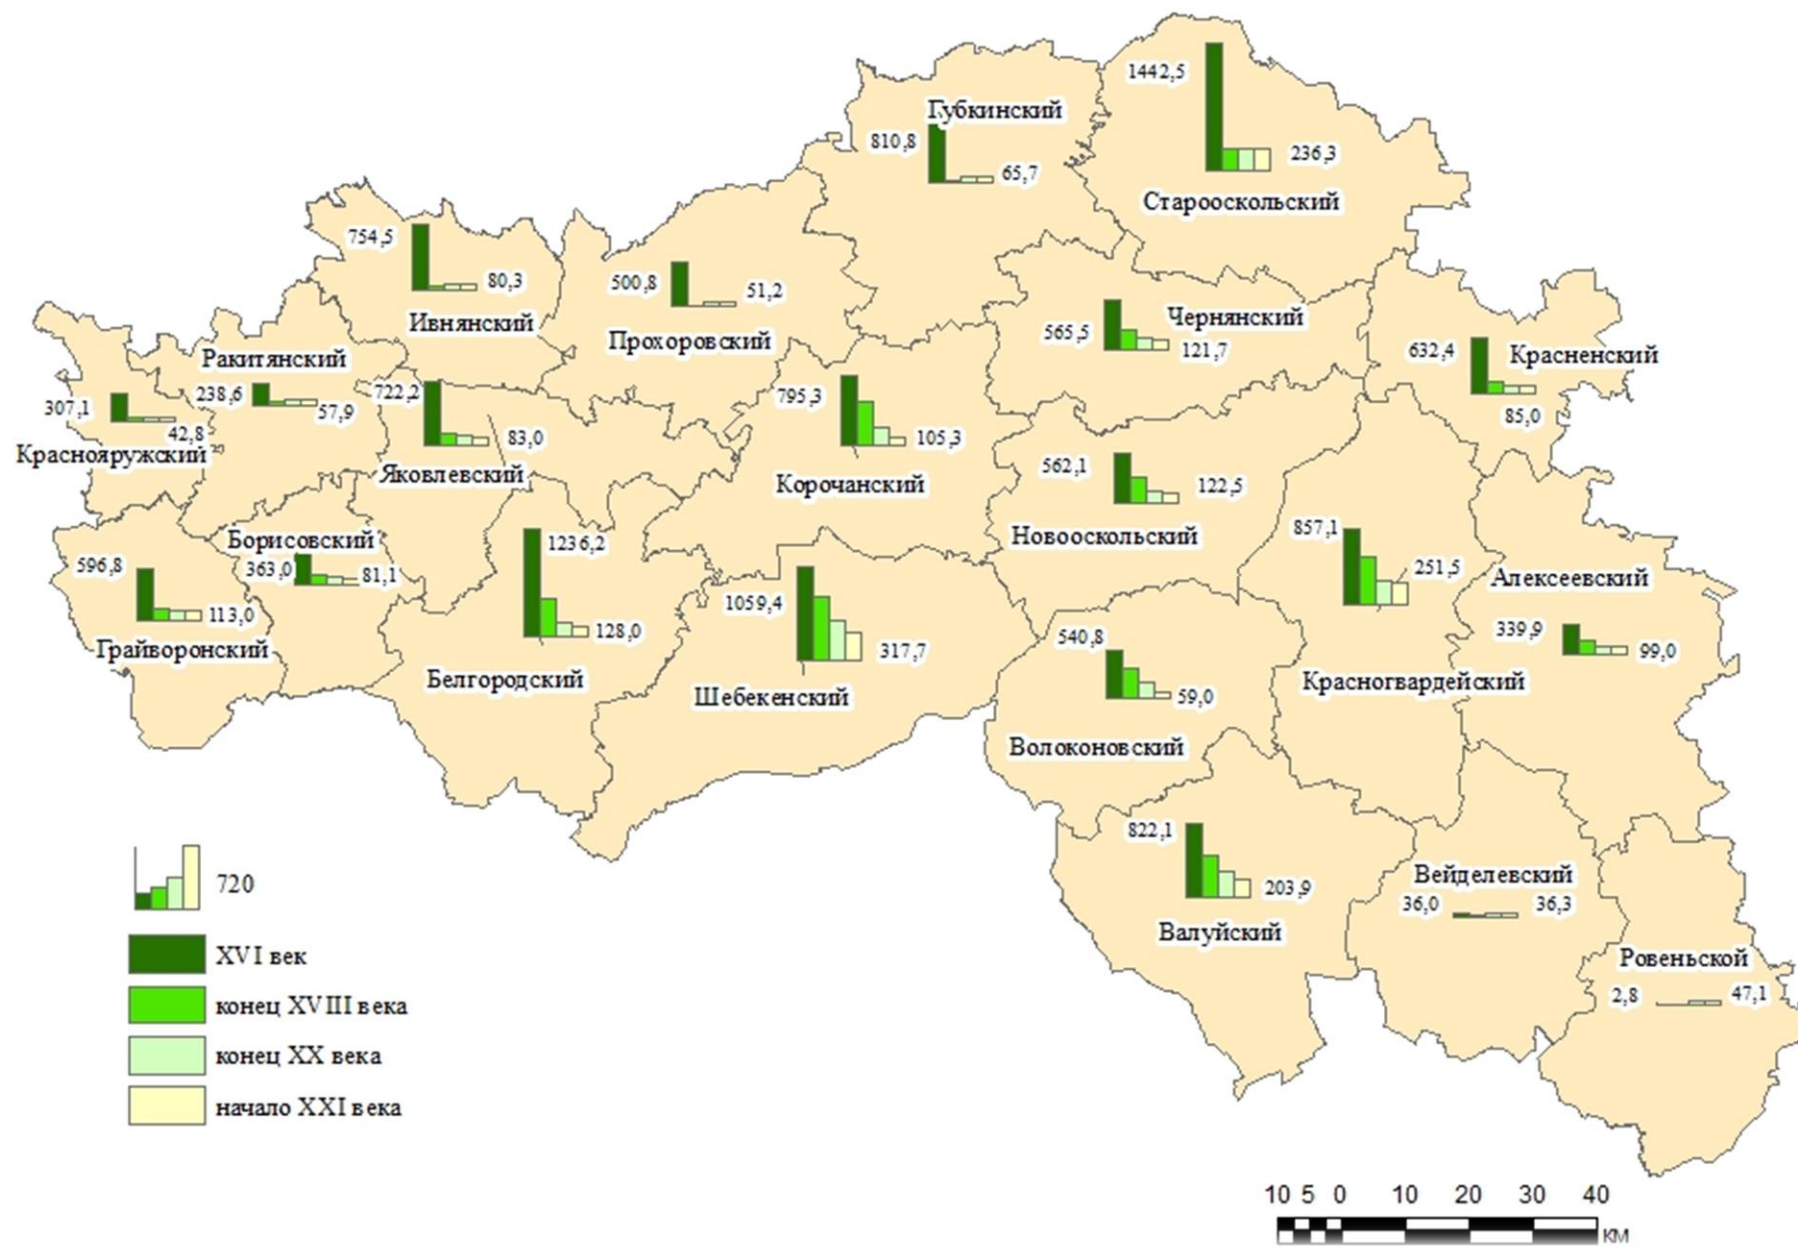 1442,5
236,3
Старооскольский
Губкинский
810,8
65,7
754,5
80,3
Ивнянский
500,8
51,2
Прохоровский
565,5
Чернянский
121,7
632,4
Красненский
85,0
Ракитянский
238,6
57,9
307,1
42,8
Краснояружский
722,2
83,0
Яковлевский
795,3
105,3
Корочанский
562,1
122,5
Новооскольский
857,1
251,5
Красногвардейский
Алексеевский
339,9
99,0
Борисовский
363,0
81,1
596,8
113,0
Грайворонский
1236,2
128,0
Белгородский
1059,4
317,7
Шебекенский
540,8
59,0
Волоконовский
822,1
203,9
Валуйский
Вейделевский
36,0
36,3
Ровеньской
2,8
47,1
720
XVI век
конец XVIII века
конец XX века
начало XXI века
10 5 0 10 20 30 40
км